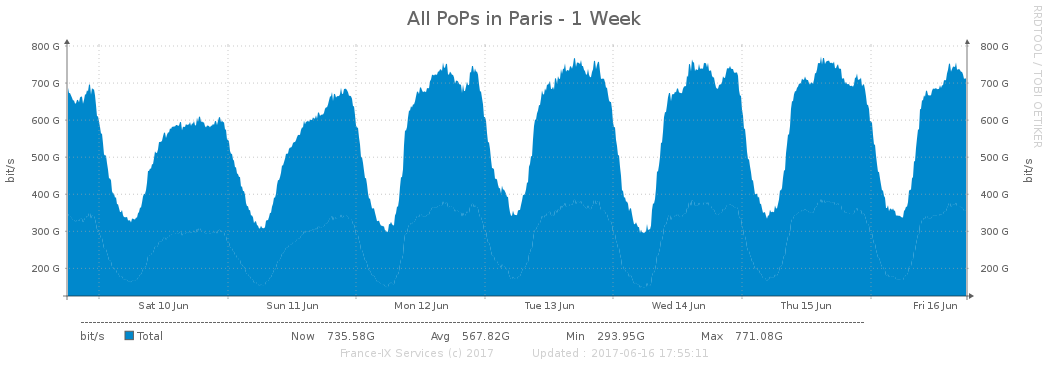 All PoPs in Paris - 1 Week
RRDTOOL / TOBI OETIKER
800 G 800 G
700 G 700 G
600 G 600 G
500 G 500 G
400 G 400 G
300 G 300 G
200 G 200 G
bit/s
bit/s
Sat 10 Jun Sun 11 Jun Mon 12 Jun Tue 13 Jun Wed 14 Jun Thu 15 Jun Fri 16 Jun
bit/s Total Now 735.58G Avg 567.82G Min 293.95G Max 771.08G
France-IX Services (c) 2017 Updated : 2017-06-16 17:55:11